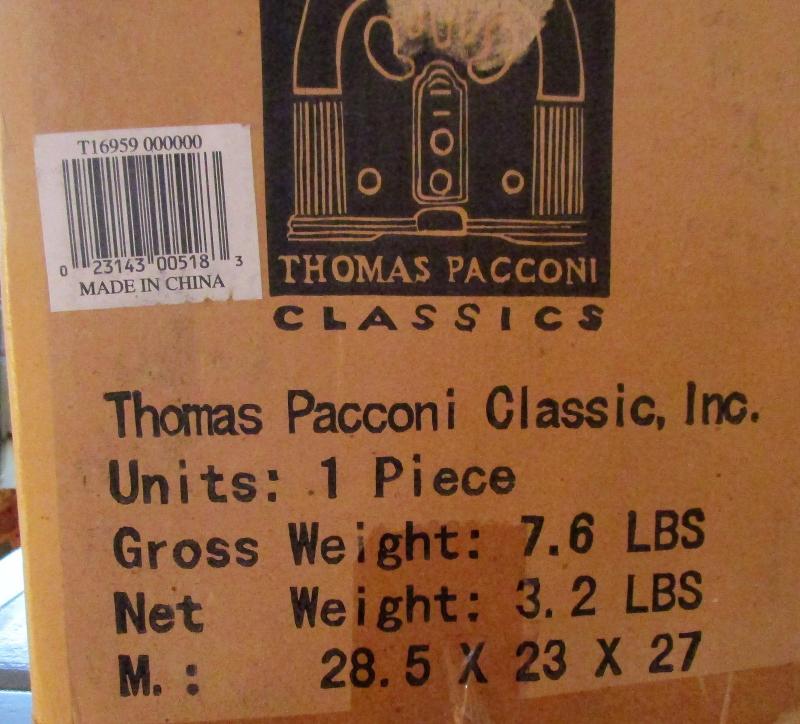 T16959 000000
0 23143 00518 3
MADE IN CHINA
THOMAS PACCONI
CLASSICS
Thomas Pacconi Classic, Inc.
Units: 1 Piece
Gross Weight: 7.6 LBS
Net Weight: 3.2 LBS
M.: 28.5 X 23 X 27